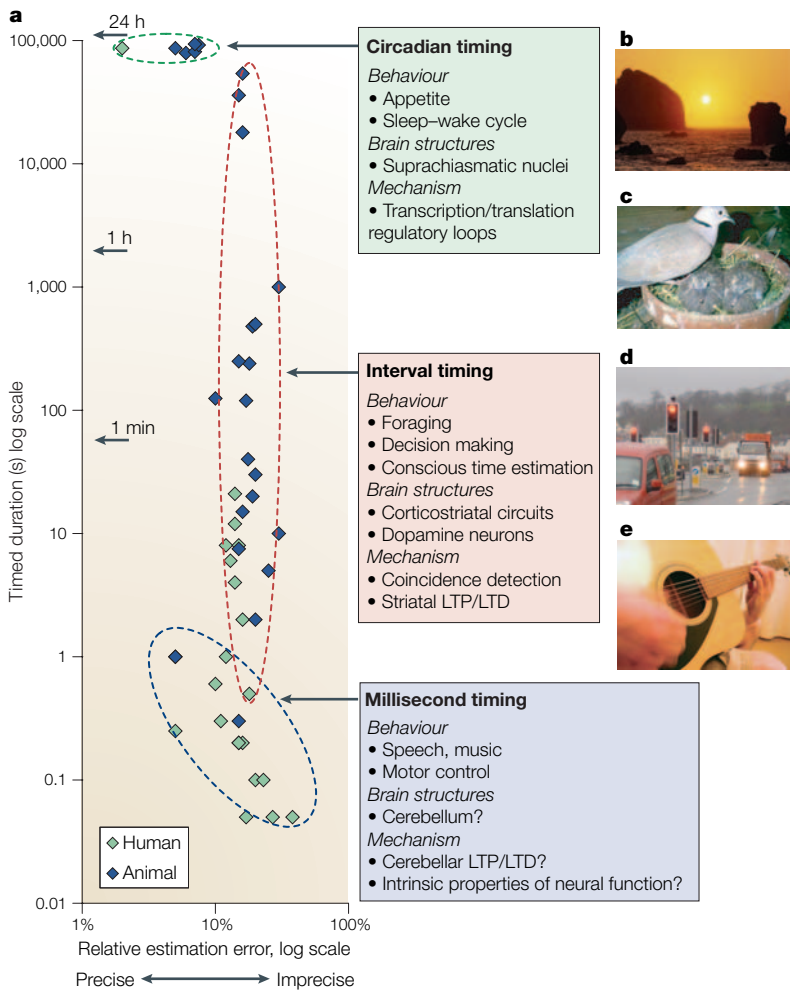 a
24 h
100,000
10,000
1 h
1,000
100
1 min
10
1
0.1
0.01
Timed duration (s) log scale
Human
Animal
1%
10%
100%
Relative estimation error, log scale
Precise
Imprecise
Circadian timing
Behaviour
• Appetite
• Sleep–wake cycle
Brain structures
• Suprachiasmatic nuclei
Mechanism
• Transcription/translation
regulatory loops
Interval timing
Behaviour
• Foraging
• Decision making
• Conscious time estimation
Brain structures
• Corticostriatal circuits
• Dopamine neurons
Mechanism
• Coincidence detection
• Striatal LTP/LTD
Millisecond timing
Behaviour
• Speech, music
• Motor control
Brain structures
• Cerebellum?
Mechanism
• Cerebellar LTP/LTD?
• Intrinsic properties of neural function?
b
c
d
e